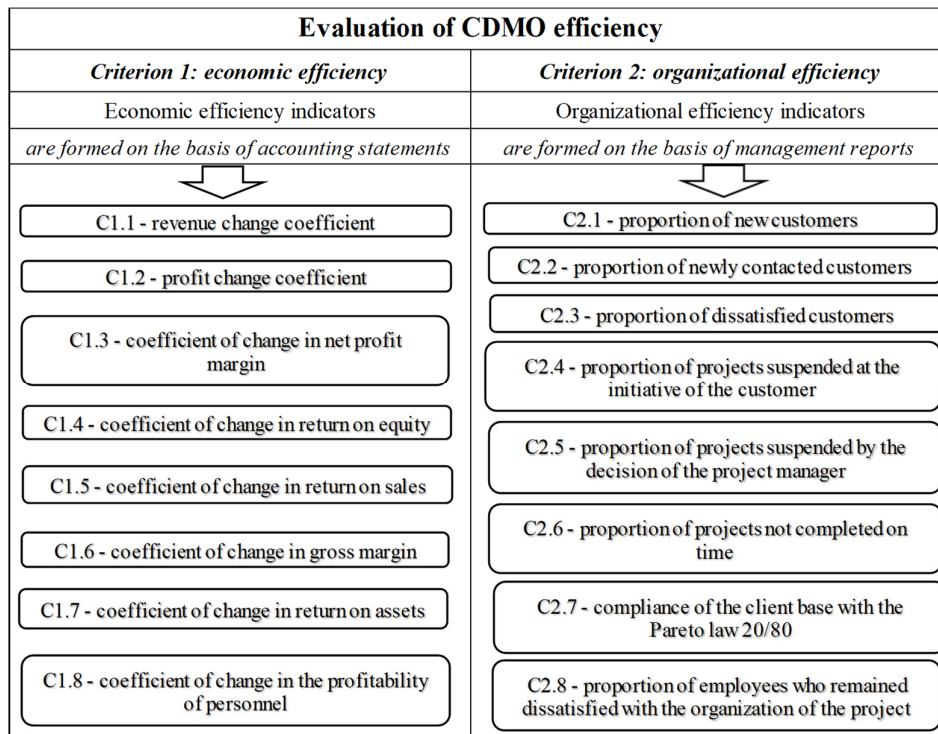 Evaluation of CDMO efficiency
Criterion 1: economic efficiency
Economic efficiency indicators
are formed on the basis of accounting statements
C1.1 - revenue change coefficient
C1.2 - profit change coefficient
C1.3 - coefficient of change in net profit
margin
C1.4 - coefficient of change in return on equity
C1.5 - coefficient of change in return on sales
C1.6 - coefficient of change in gross margin
C1.7 - coefficient of change in return on assets
C1.8 - coefficient of change in the profitability
of personnel
Criterion 2: organizational efficiency
Organizational efficiency indicators
are formed on the basis of management reports
C2.1 - proportion of new customers
C2.2 - proportion of newly contacted customers
C2.3 - proportion of dissatisfied customers
C2.4 - proportion of projects suspended at the
initiative of the customer
C2.5 - proportion of projects suspended by the
decision of the project manager
C2.6 - proportion of projects not completed on
time
C2.7 - compliance of the client base with the
Pareto law 20/80
C2.8 - proportion of employees who remained
dissatisfied with the organization of the project